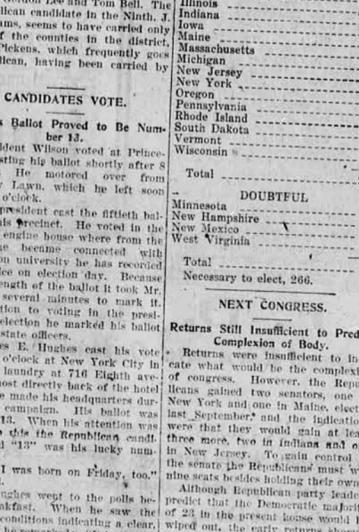 Gordon Lee and Tom Bell. The
lican candidate in the Ninth, J.
ams, seems to have carried only
f the counties in the district,
Pickens, which frequently goes
lican, having been carried by
CANDIDATES VOTE.
s Ballot Proved to Be Num-
ber 13.
ident Wilson voted at Prince-
sting his ballot shortly after 8
He motored over from
Lawn, which he left soon
o'clock.
president cast the fiftieth bal-
is precinct. He voted in the
engine house where from the
e became connected with
on university he has recorded
ice on election day. Because
ength of the ballot it took Mr.
several minutes to mark it.
tion to voting in the presi-
election he marked his ballot
state officers.
es E. Hughes cast his vote
o'clock at New York City in
laundry at 716 Eighth ave-
most directly back of the hotel
e made his headquarters dur-
campaign. His ballot was
13. When his attention was
this the Republican candi-
"13" was his lucky num-
I was born on Friday, too."
ughes went to the polls be-
akfast. When he saw the
conditions indicating a clear,
Illinois
Indiana
Iowa
Maine
Massachusetts
Michigan
New Jersey
New York
Oregon
Pennsylvania
Rhode Island
South Dakota
Vermont
Wisconsin
Total
DOUBTFUL
Minnesota
New Hampshire
New Mexico
West Virginia
Total
Necessary to elect, 266.
NEXT CONGRESS.
Returns Still Insufficient to Pred
Complexion of Body.
Returns were insufficient to in
cate what would be the complexi
of congress. However, the Repu
licans gained two senators, one
New York and one in Maine, elect
last September, and the indication
were that they would gain at leas
three more, two in Indiana and o
in New Jersey. To gain control
the senate the Republicans must w
nine seats besides holding their own
Although Republican party leade
predict that the Democratic major
of 23 in the present house would
wiped out, the early returns